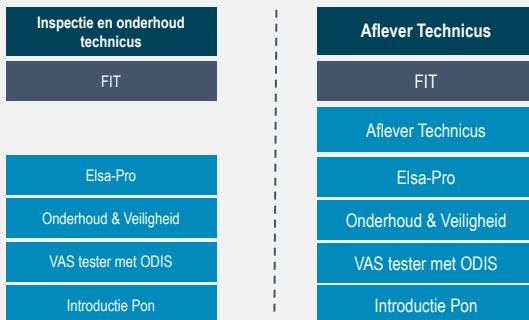 Inspectie en onderhoud
technicus
FIT
Elsa-Pro
Onderhoud & Veiligheid
VAS tester met ODIS
Introductie Pon
Aflever Technicus
FIT
Aflever Technicus
Elsa-Pro
Onderhoud & Veiligheid
VAS tester met ODIS
Introductie Pon